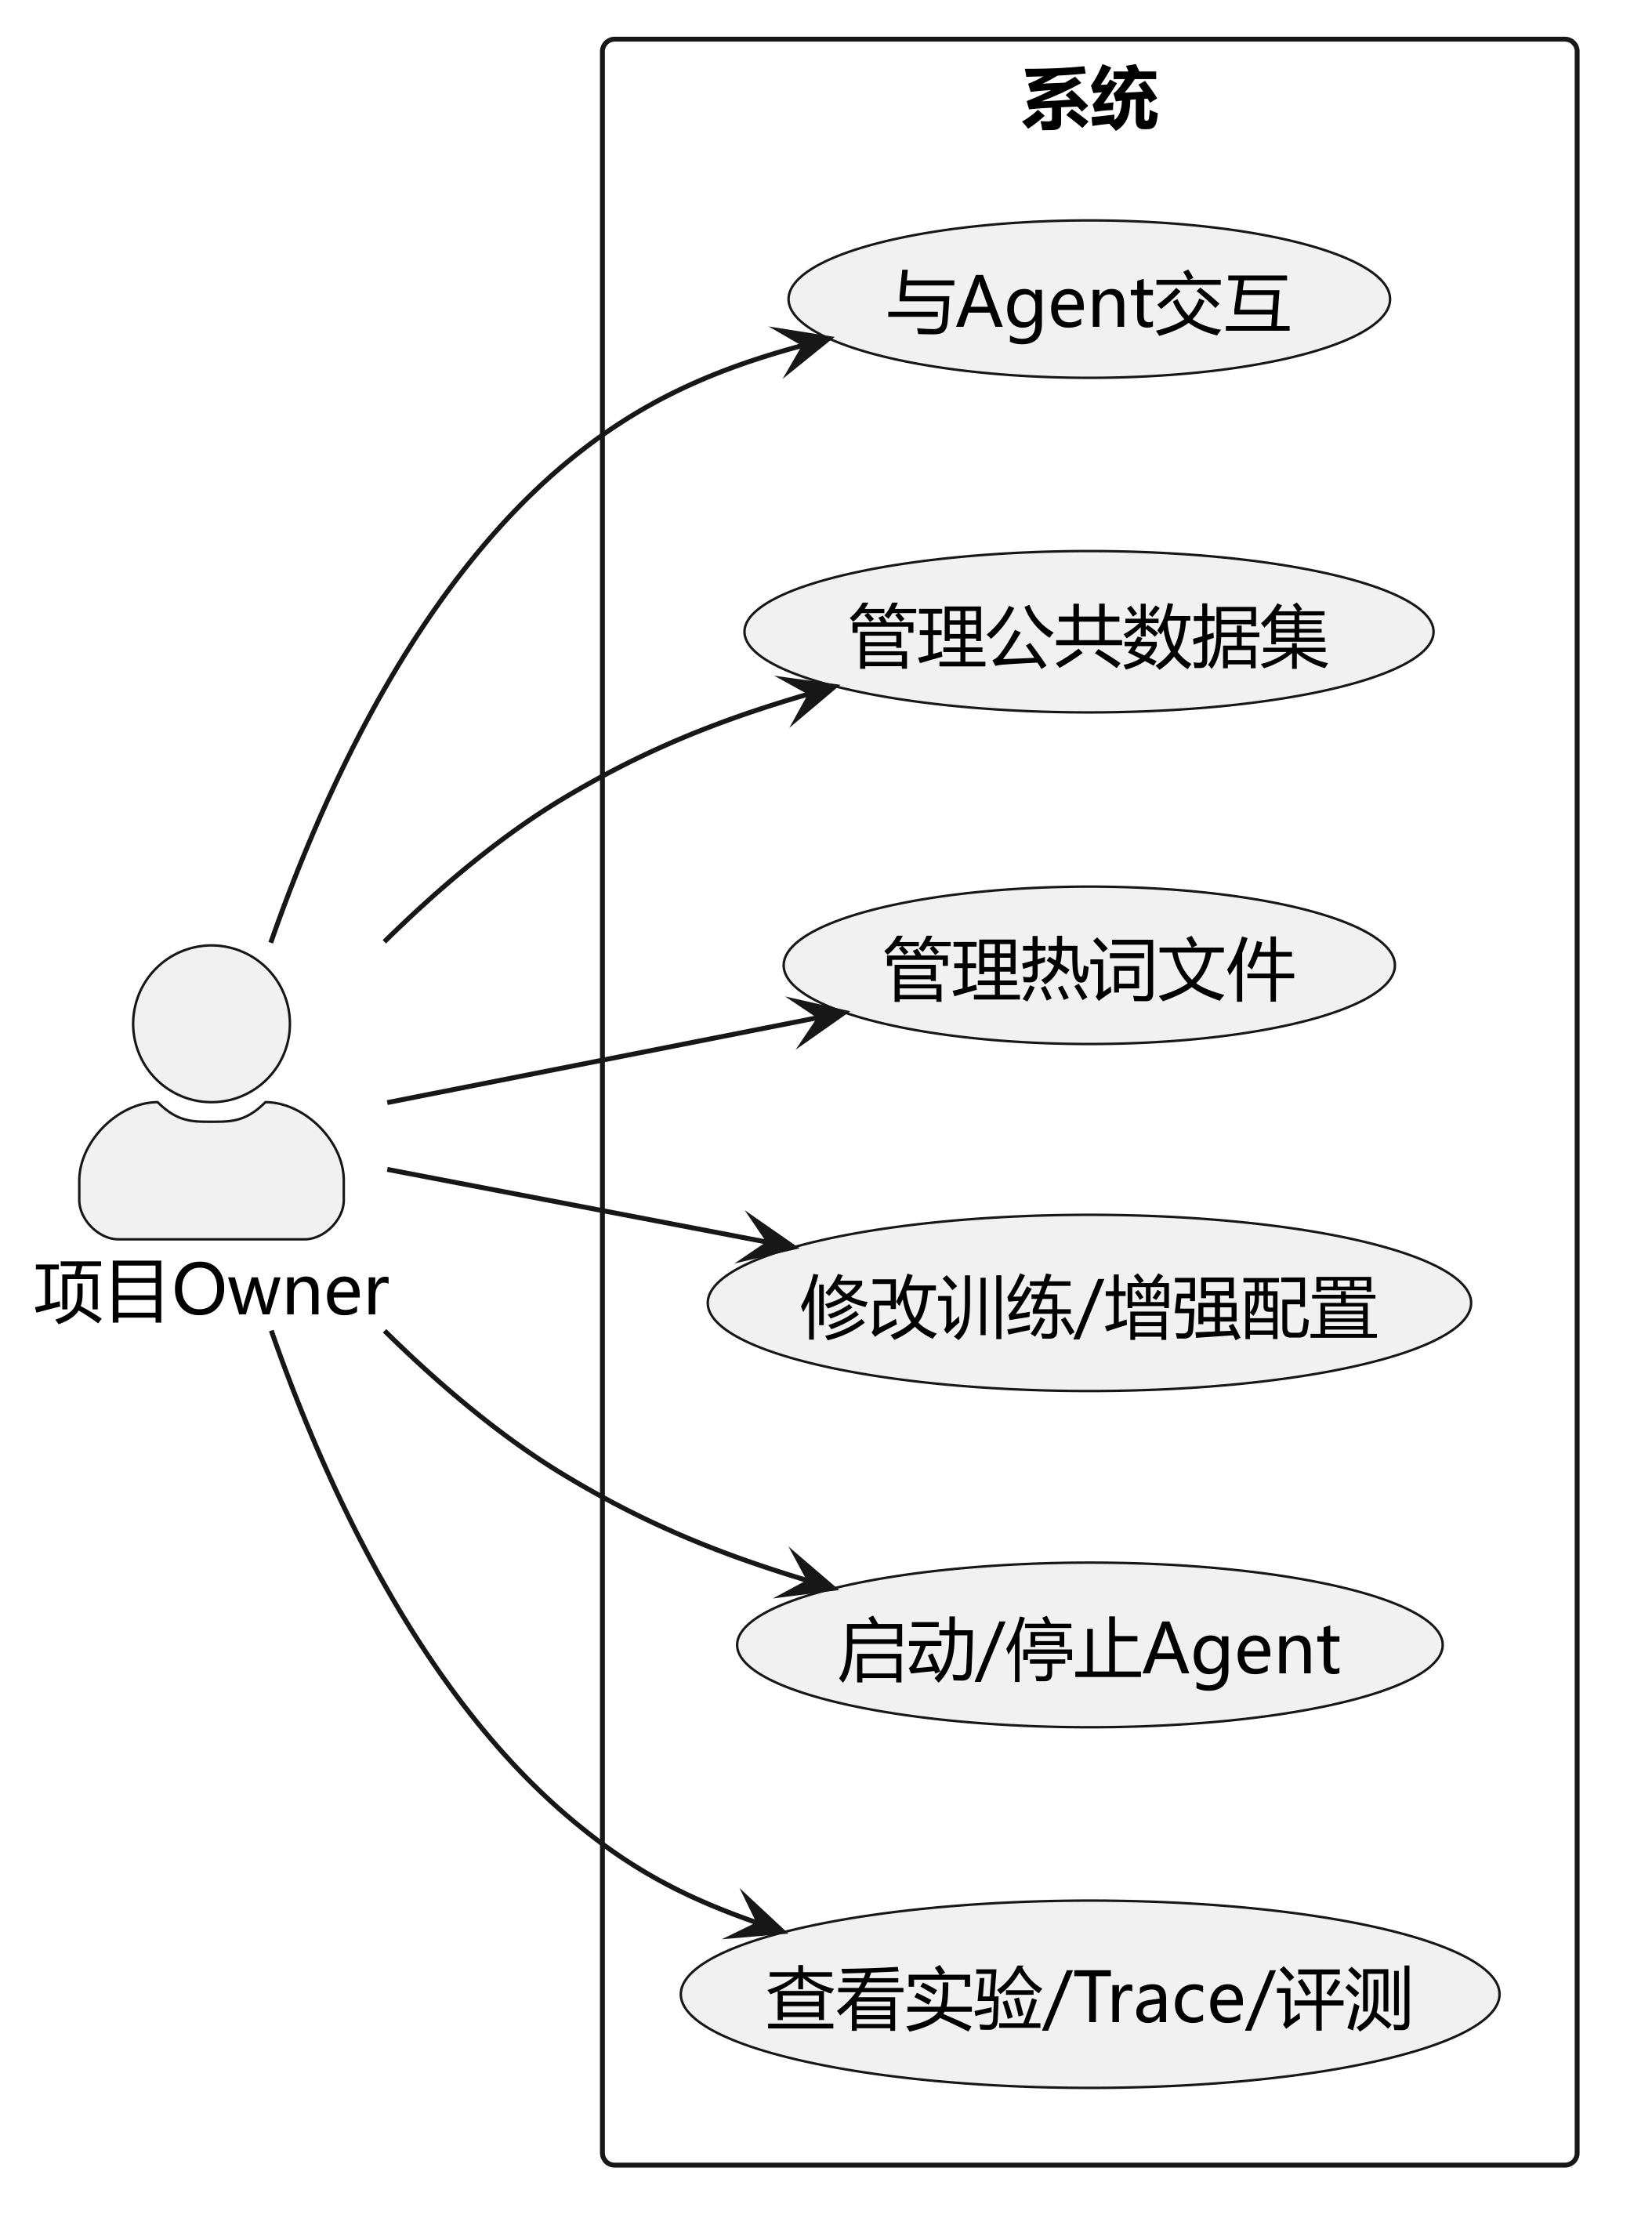 系统
与Agent交互
管理公共数据集
管理热词文件
项目Owner
修改训练/增强配置
启动/停止Agent
查看实验/Trace/评测